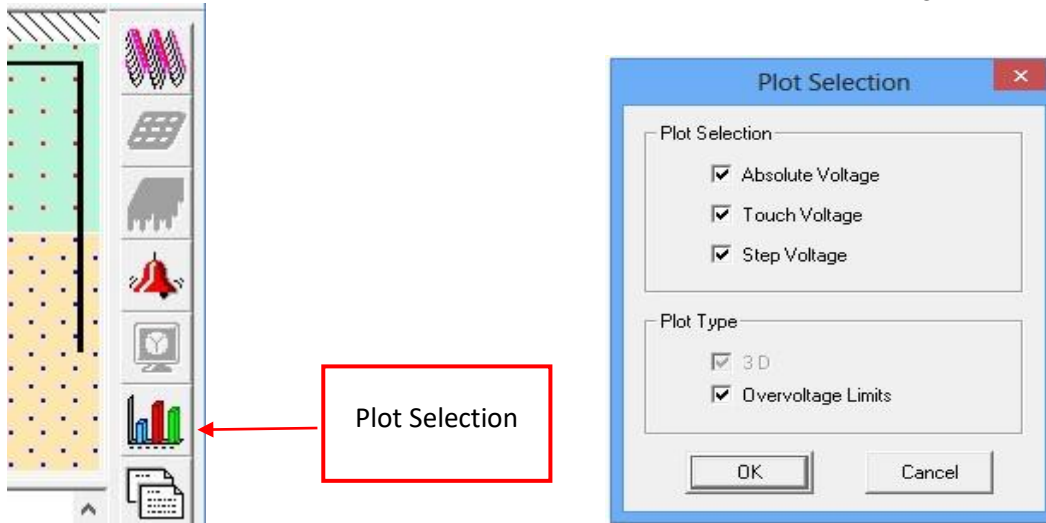 Plot Selection
Plot Selection
Plot Selection
Absolute Voltage
Touch Voltage
Step Voltage
Plot Type
3 D
Overvoltage Limits
OK
Cancel